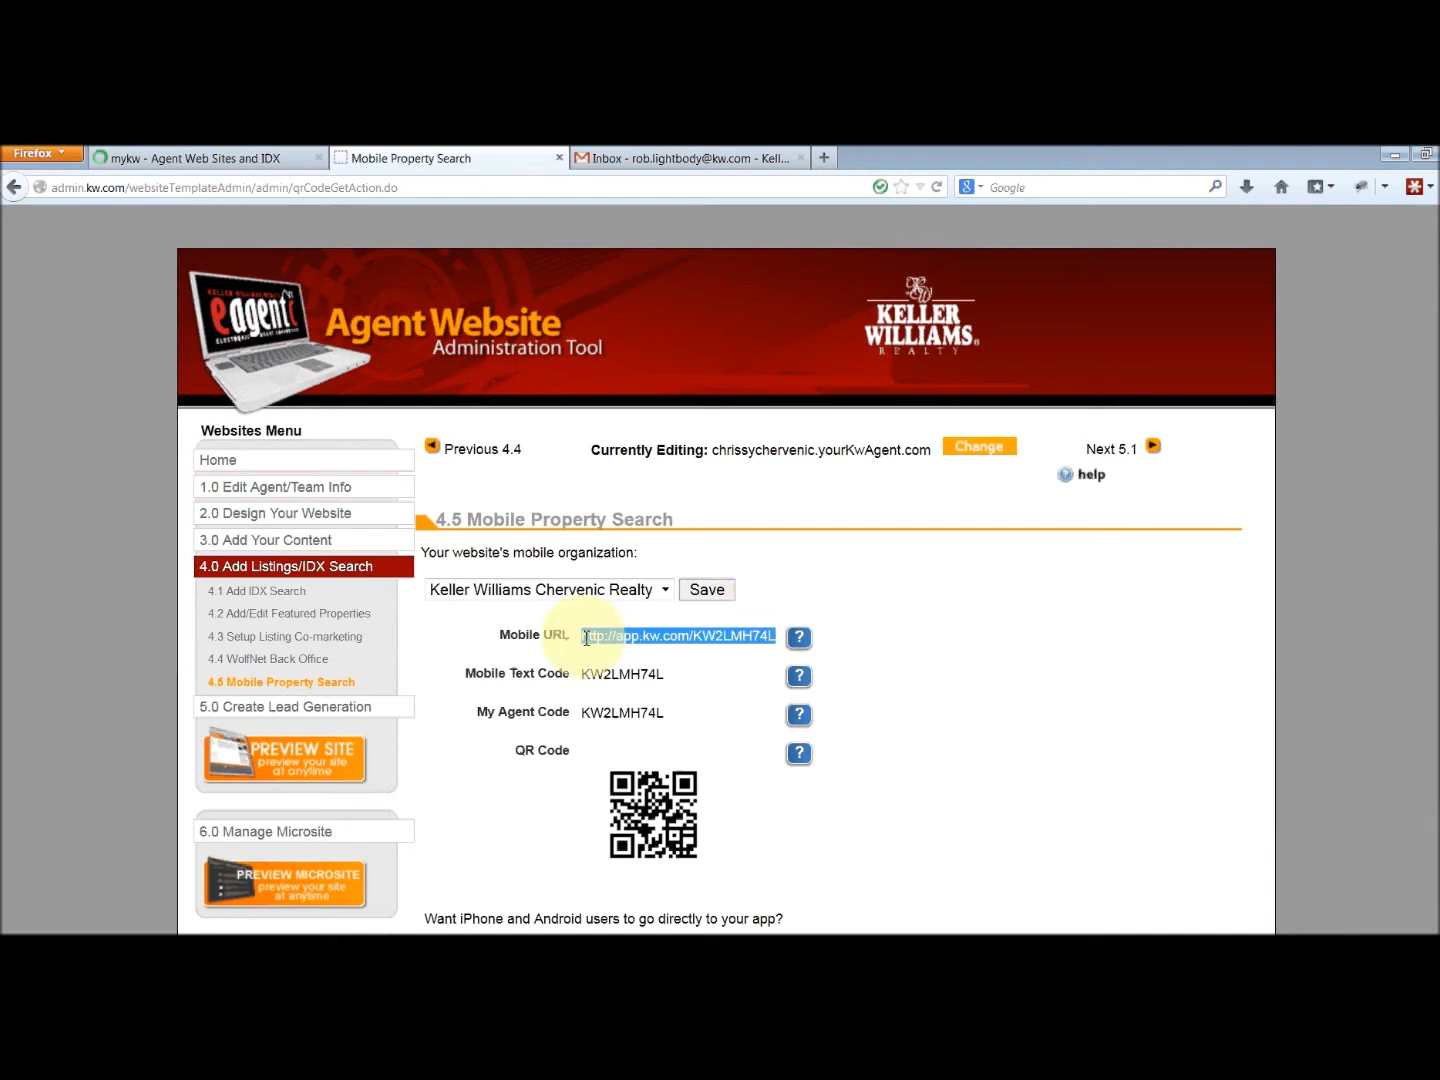 Firefox
mykw - Agent Web Sites and IDX
Mobile Property Search
Inbox - rob.lightbody@kw.com - Kell...
admin.kw.com/websiteTemplateAdmin/admin/qrCodeGetAction.do
Google
eagent
Agent Website
Administration Tool
KELLER
WILLIAMS
REALTY
Websites Menu
Home
1.0 Edit Agent/Team Info
2.0 Design Your Website
3.0 Add Your Content
4.0 Add Listings/IDX Search
4.1 Add IDX Search
4.2 Add/Edit Featured Properties
4.3 Setup Listing Co-marketing
4.4 WolfNet Back Office
4.5 Mobile Property Search
5.0 Create Lead Generation
PREVIEW SITE
preview your site
at anytime
6.0 Manage Microsite
PREVIEW MICROSITE
preview your site
at anytime
Previous 4.4
Currently Editing: chrissychervenic.yourKwAgent.com
Change
Next 5.1
help
4.5 Mobile Property Search
Your website's mobile organization:
Keller Williams Chervenic Realty
Save
Mobile URL http://app.kw.com/KW2LMH74L ?
Mobile Text Code KW2LMH74L ?
My Agent Code KW2LMH74L ?
QR Code ?
Want iPhone and Android users to go directly to your app?